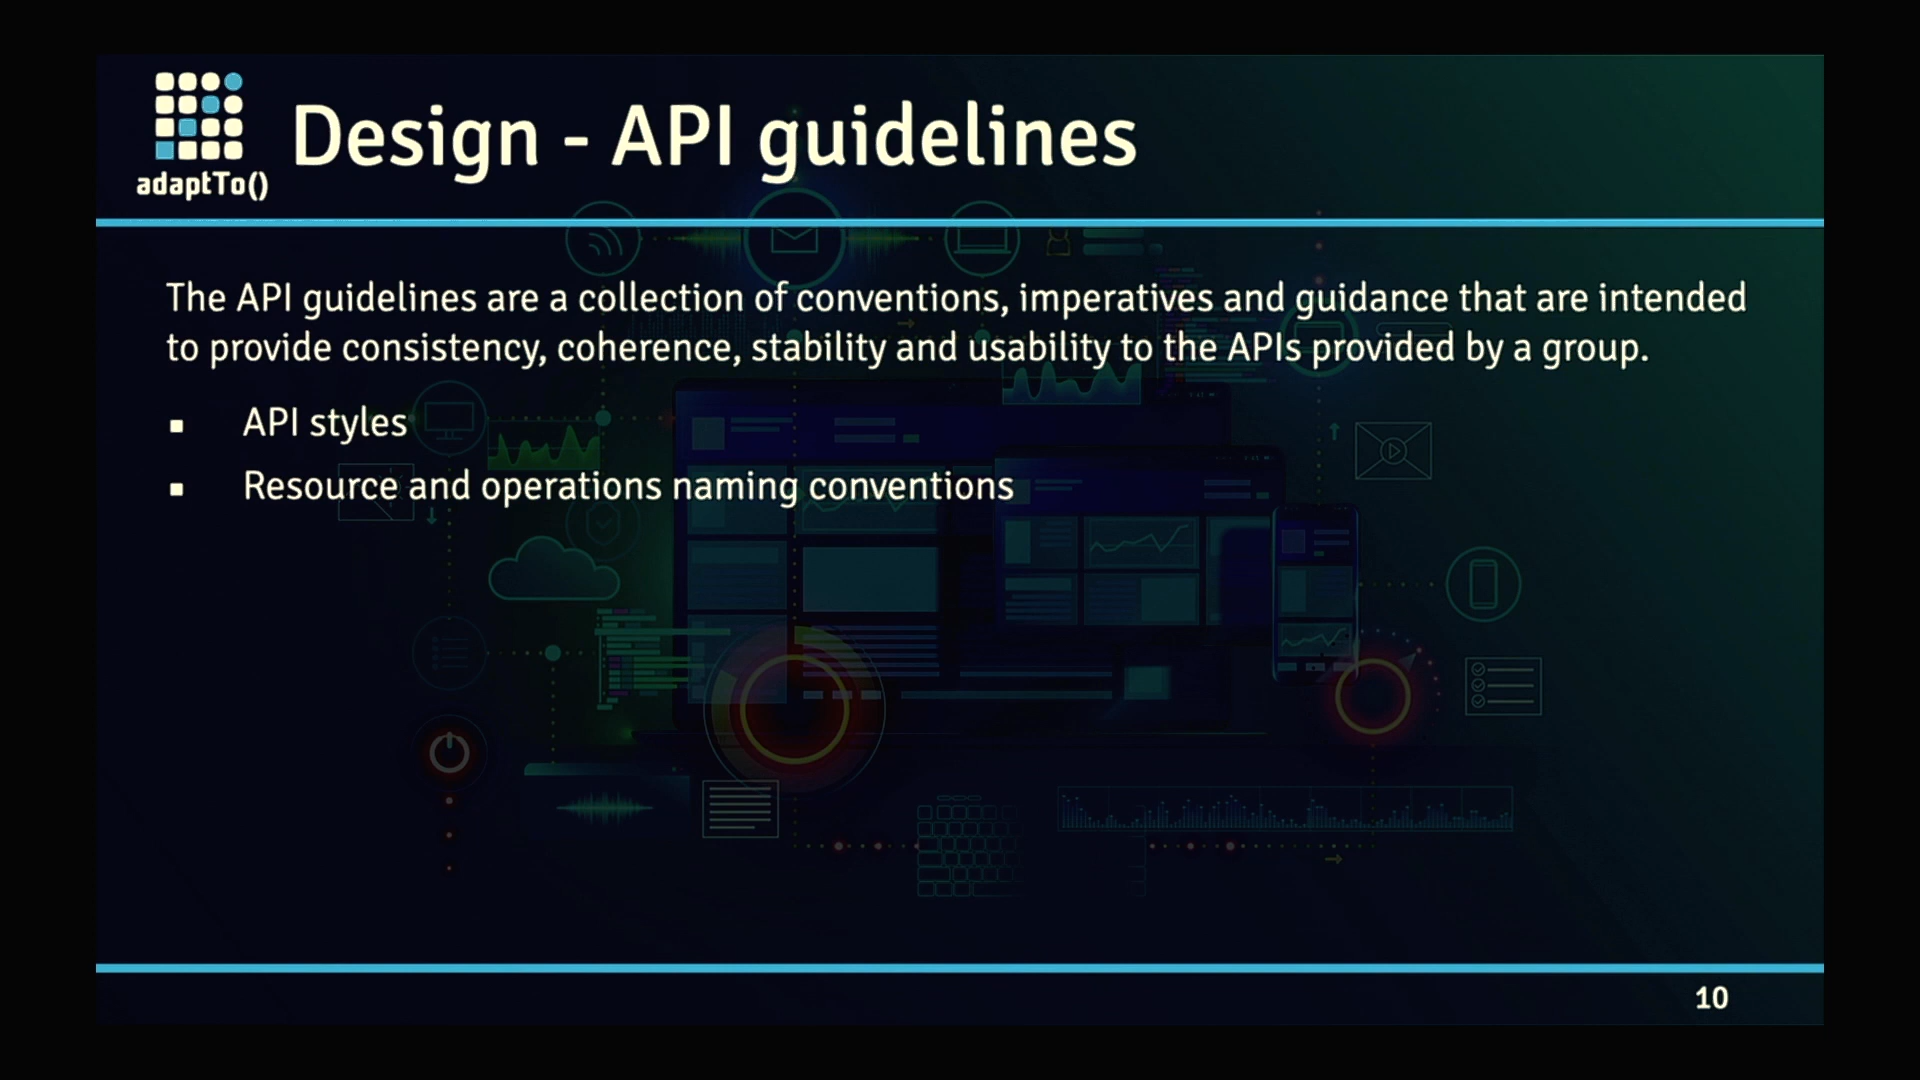 adaptTo()
Design - API guidelines
The API guidelines are a collection of conventions, imperatives and guidance that are intended
to provide consistency, coherence, stability and usability to the APIs provided by a group.
▪ API styles
▪ Resource and operations naming conventions
10